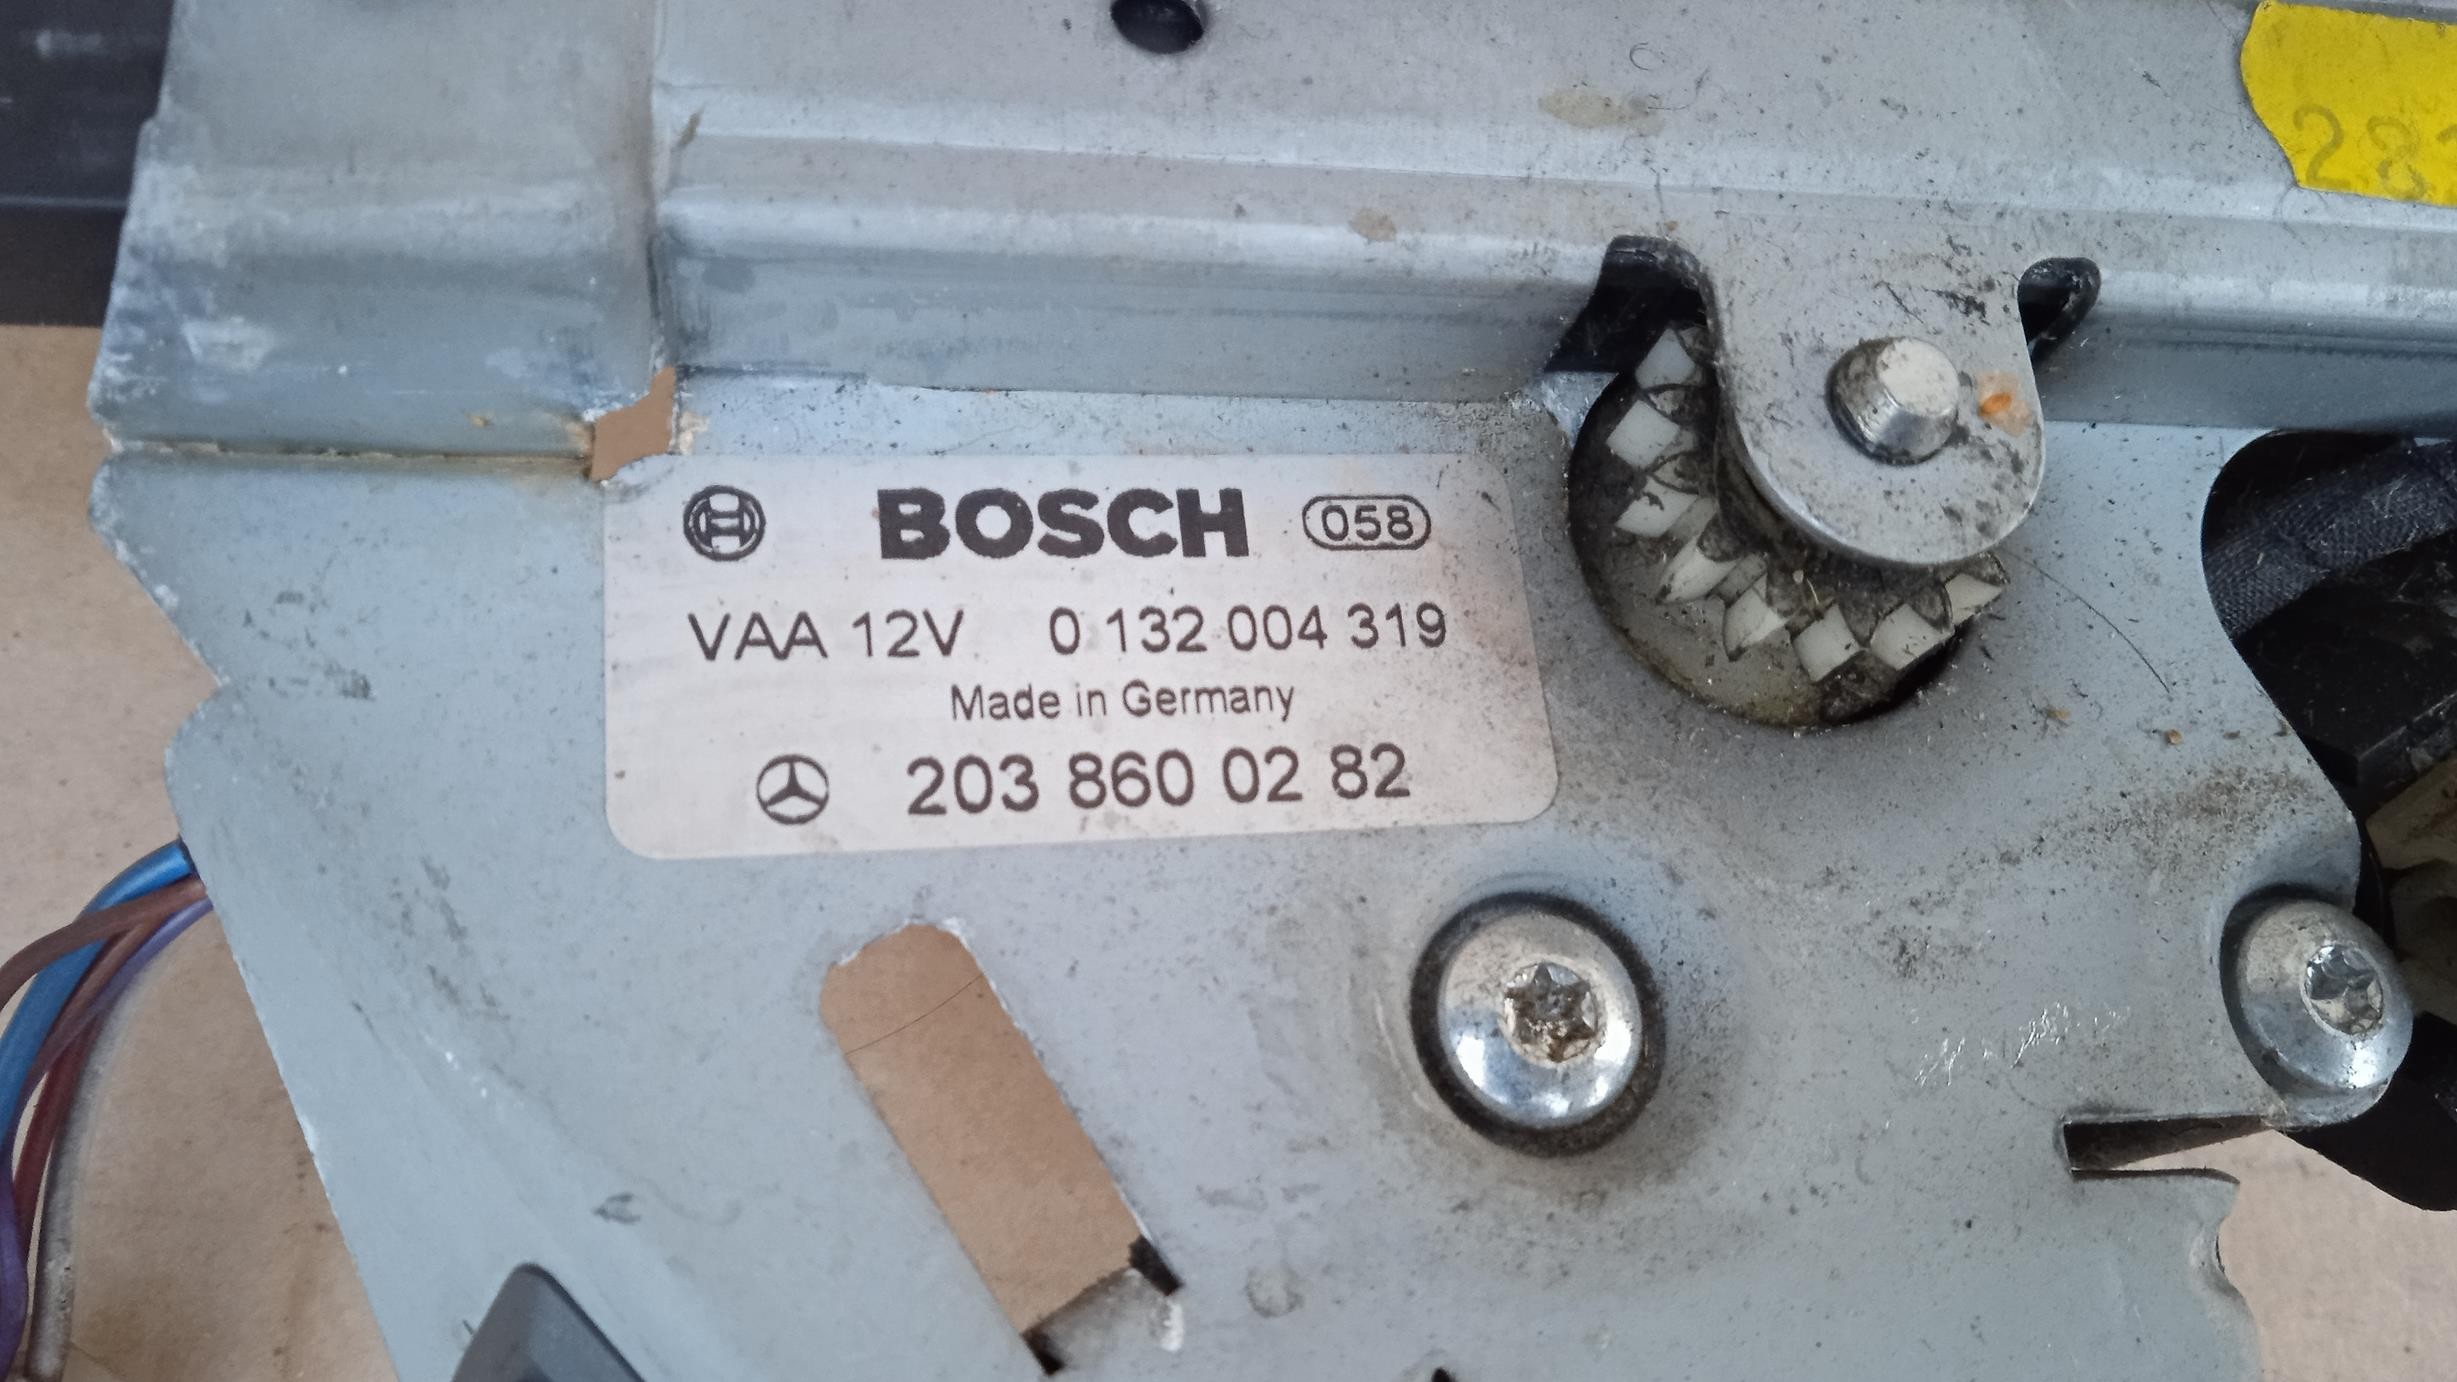 BOSCH 058
VAA 12V 0 132 004 319
Made in Germany
203 860 02 82